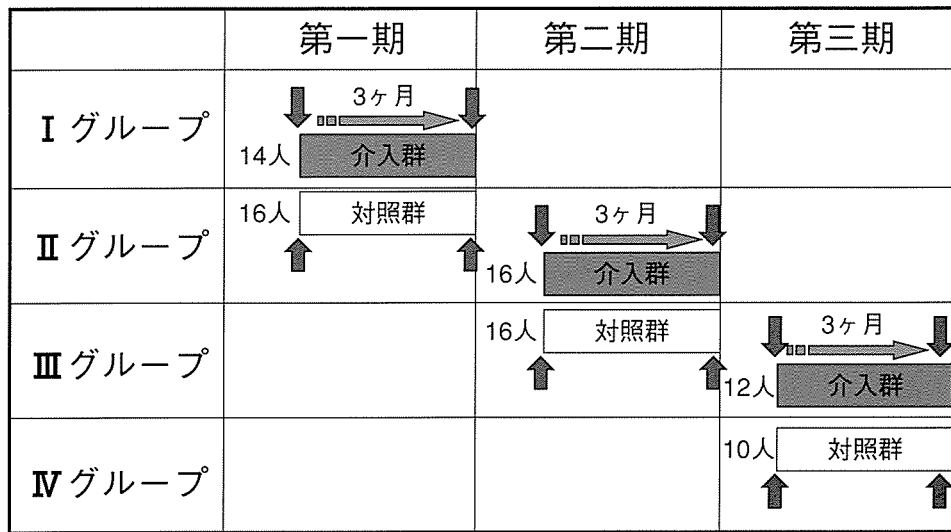 第一期 第二期 第三期
Ⅰグループ 14人 3ヶ月 介入群
Ⅱグループ 16人 対照群 16人 3ヶ月 介入群
Ⅲグループ 16人 対照群 12人 3ヶ月 介入群
Ⅳグループ 10人 対照群